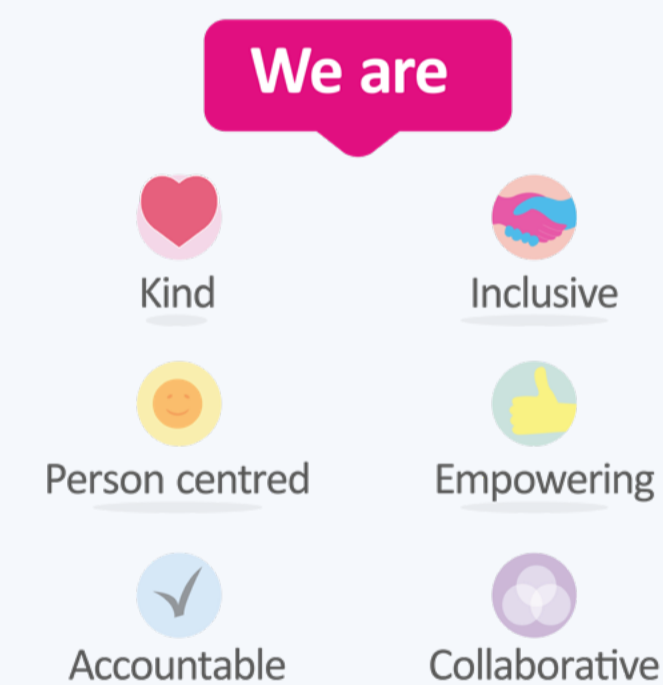 We are
Kind
Inclusive
Person centred
Empowering
Accountable
Collaborative